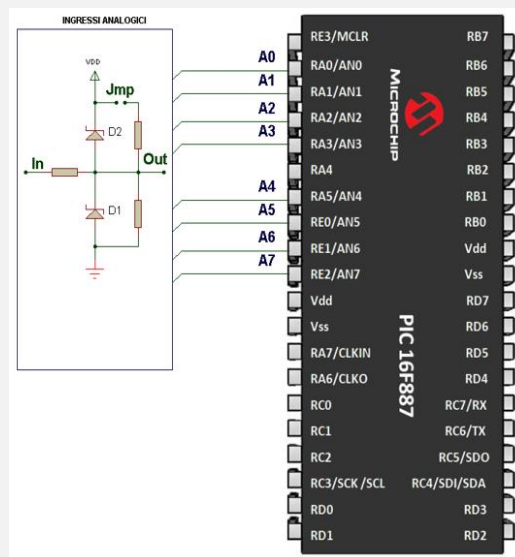 INGRESSI ANALOGICI
VDD
Jmp
D2
In
Out
D1
A0
A1
A2
A3
A4
A5
A6
A7
RE3/MCLR
RA0/AN0
RA1/AN1
RA2/AN2
RA3/AN3
RA4
RA5/AN4
RE0/AN5
RE1/AN6
RE2/AN7
Vdd
Vss
RA7/CLKIN
RA6/CLKO
RC0
RC1
RC2
RC3/SCK /SCL
RD0
RD1
MICROCHIP
PIC 16F887
RB7
RB6
RB5
RB4
RB3
RB2
RB1
RB0
Vdd
Vss
RD7
RD6
RD5
RD4
RC7/RX
RC6/TX
RC5/SDO
RC4/SDI/SDA
RD3
RD2